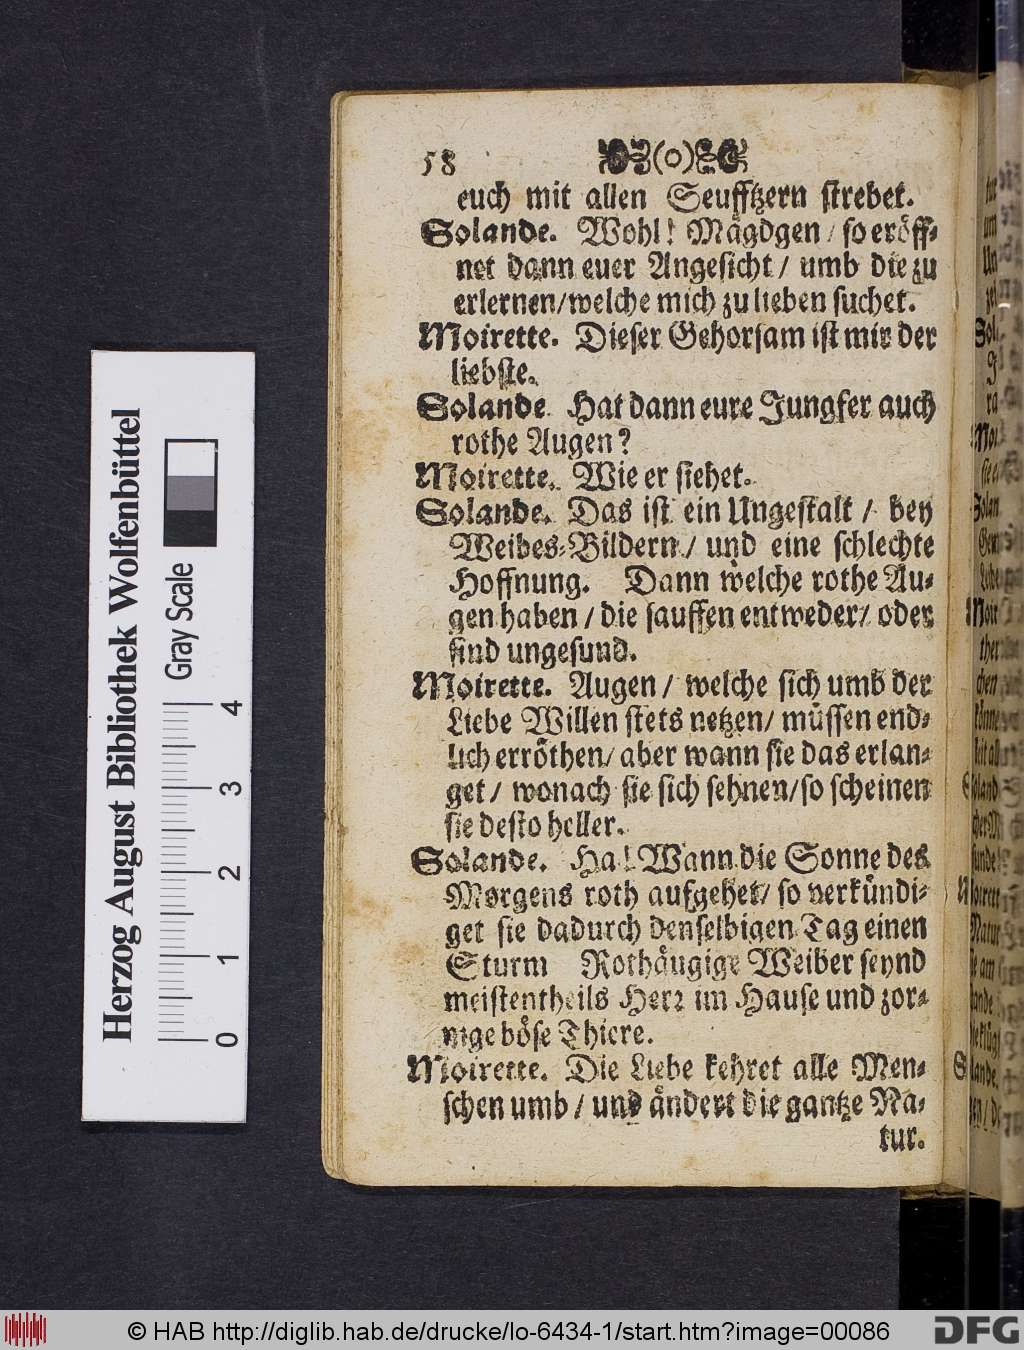 58 (o)
euch mit allen Seufftzern strebet.
Solande. Wohl! Mägdgen / so eröff-
net dann euer Angesicht / umb die zu
erlernen/welche mich zu lieben suchet.
Moirette. Dieser Gehorsam ist mir der
liebste.
Solande. Hat dann eure Jungfer auch
rothe Augen?
Moirette. Wie er siehet.
Solande. Das ist ein Ungestalt / bey
Weibes-Bildern / und eine schlechte
Hoffnung. Dann welche rothe Au-
gen haben / die sauffen entweder/ oder
sind ungesund.
Moirette. Augen / welche sich umb der
Liebe Willen stets netzen/ müssen end-
lich erröthen/ aber wann sie das erlan-
get / wonach sie sich sehnen/so scheinen
sie desto heller.
Solande. Ha! Wann die Sonne des
Morgens roth aufgehet/ so verkündi-
get sie dadurch denselbigen Tag einen
Sturm Rothäugige Weiber seynd
meistentheils Herr im Hause und zor-
nige böse Thiere.
Moirette. Die Liebe kehret alle Men-
schen umb / und ändert die gantze Na-
tur.
Herzog August Bibliothek Wolfenbüttel
Gray Scale
0 1 2 3 4
© HAB http://diglib.hab.de/drucke/lo-6434-1/start.htm?image=00086
DFG